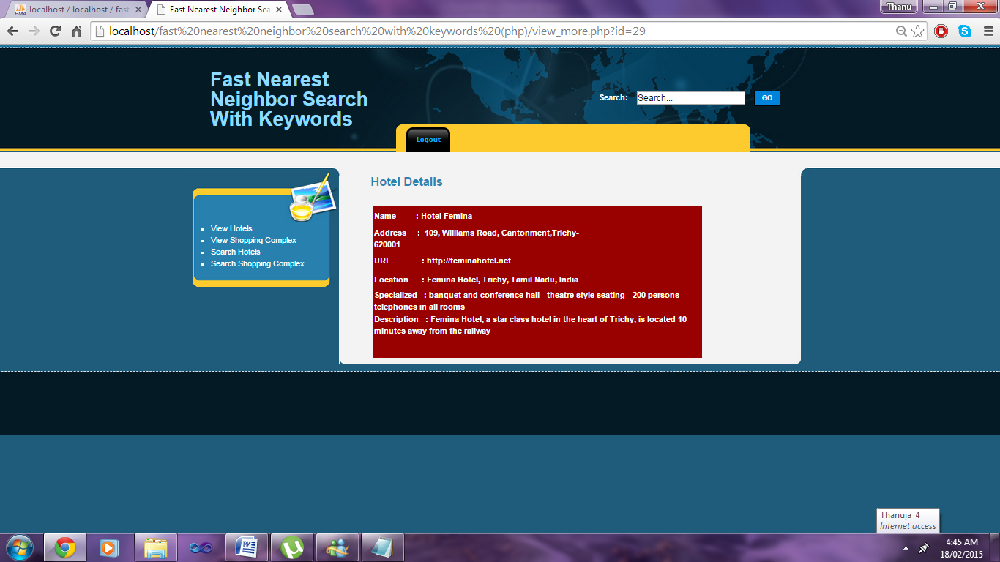 localhost / localhost / fast
Fast Nearest Neighbor Sea
Thanu
localhost/fast%20nearest%20neighbor%20search%20with%20keywords%20(php)/view_more.php?id=29
Fast Nearest
Neighbor Search
With Keywords
Search: Search... GO
Logout
View Hotels
View Shopping Complex
Search Hotels
Search Shopping Complex
Hotel Details
Name : Hotel Femina
Address : 109, Williams Road, Cantonment,Trichy-
620001
URL : http://feminahotel.net
Location : Femina Hotel, Trichy, Tamil Nadu, India
Specialized : banquet and conference hall - theatre style seating - 200 persons
telephones in all rooms
Description : Femina Hotel, a star class hotel in the heart of Trichy, is located 10
minutes away from the railway
Thanuja 4
Internet access
4:45 AM
18/02/2015